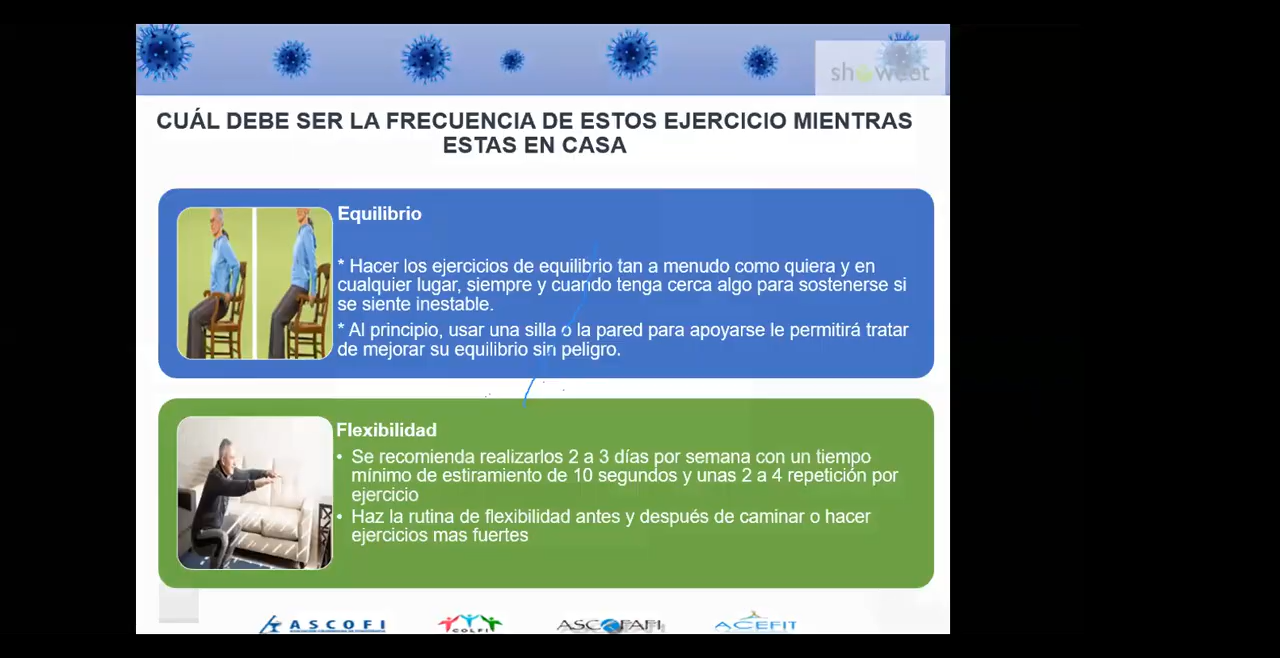 showeet
CUÁL DEBE SER LA FRECUENCIA DE ESTOS EJERCICIO MIENTRAS
ESTAS EN CASA
Equilibrio
* Hacer los ejercicios de equilibrio tan a menudo como quiera y en
cualquier lugar, siempre y cuando tenga cerca algo para sostenerse si
se siente inestable.
* Al principio, usar una silla o la pared para apoyarse le permitirá tratar
de mejorar su equilibrio sin peligro.
Flexibilidad
• Se recomienda realizarlos 2 a 3 días por semana con un tiempo
mínimo de estiramiento de 10 segundos y unas 2 a 4 repetición por
ejercicio
• Haz la rutina de flexibilidad antes y después de caminar o hacer
ejercicios mas fuertes
ASCOFI COLFI ASCOFAFI ACEFIT